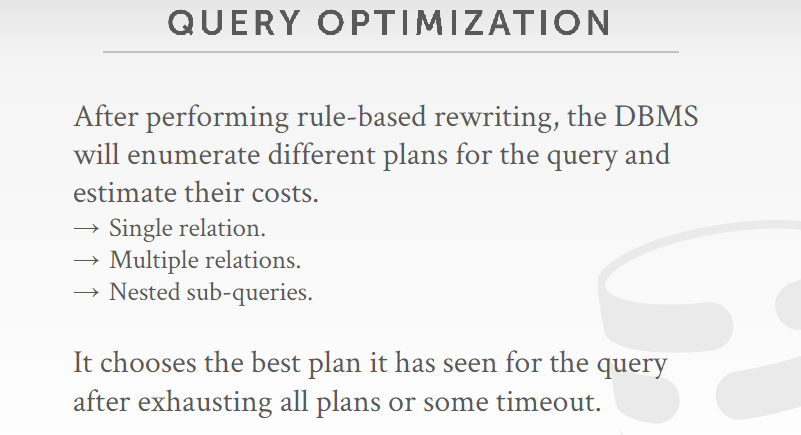 QUERY OPTIMIZATION
After performing rule-based rewriting, the DBMS
will enumerate different plans for the query and
estimate their costs.
→ Single relation.
→ Multiple relations.
→ Nested sub-queries.
It chooses the best plan it has seen for the query
after exhausting all plans or some timeout.